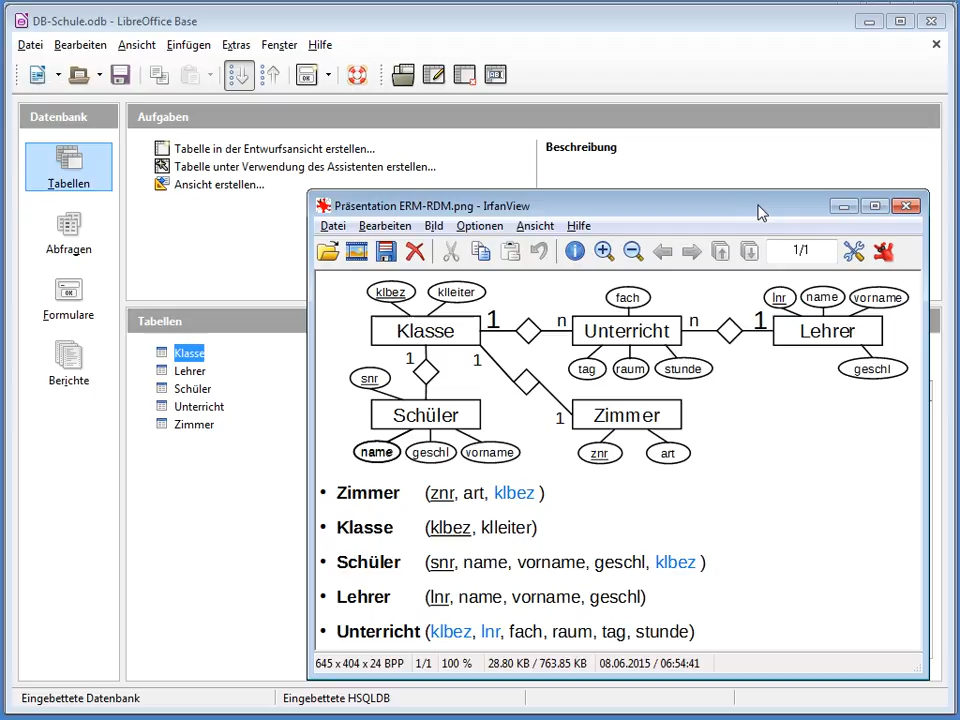 DB-Schule.odb - LibreOffice Base
Datei Bearbeiten Ansicht Einfügen Extras Fenster Hilfe
Datenbank
Tabellen
Abfragen
Formulare
Berichte
Aufgaben
Tabelle in der Entwurfsansicht erstellen...
Tabelle unter Verwendung des Assistenten erstellen...
Ansicht erstellen...
Beschreibung
Tabellen
Klasse
Lehrer
Schüler
Unterricht
Zimmer
Präsentation ERM-RDM.png - IrfanView
Datei Bearbeiten Bild Optionen Ansicht Hilfe
1/1
klbez klleiter fach lnr name vorname
Klasse 1 n Unterricht n 1 Lehrer
1 1 tag raum stunde geschl
snr
Schüler 1 Zimmer
name geschl vorname znr art
• Zimmer (znr, art, klbez )
• Klasse (klbez, klleiter)
• Schüler (snr, name, vorname, geschl, klbez )
• Lehrer (lnr, name, vorname, geschl)
• Unterricht (klbez, lnr, fach, raum, tag, stunde)
645 x 404 x 24 BPP 1/1 100 % 28.80 KB / 763.85 KB 08.06.2015 / 06:54:41
Eingebettete Datenbank Eingebettete HSQLDB